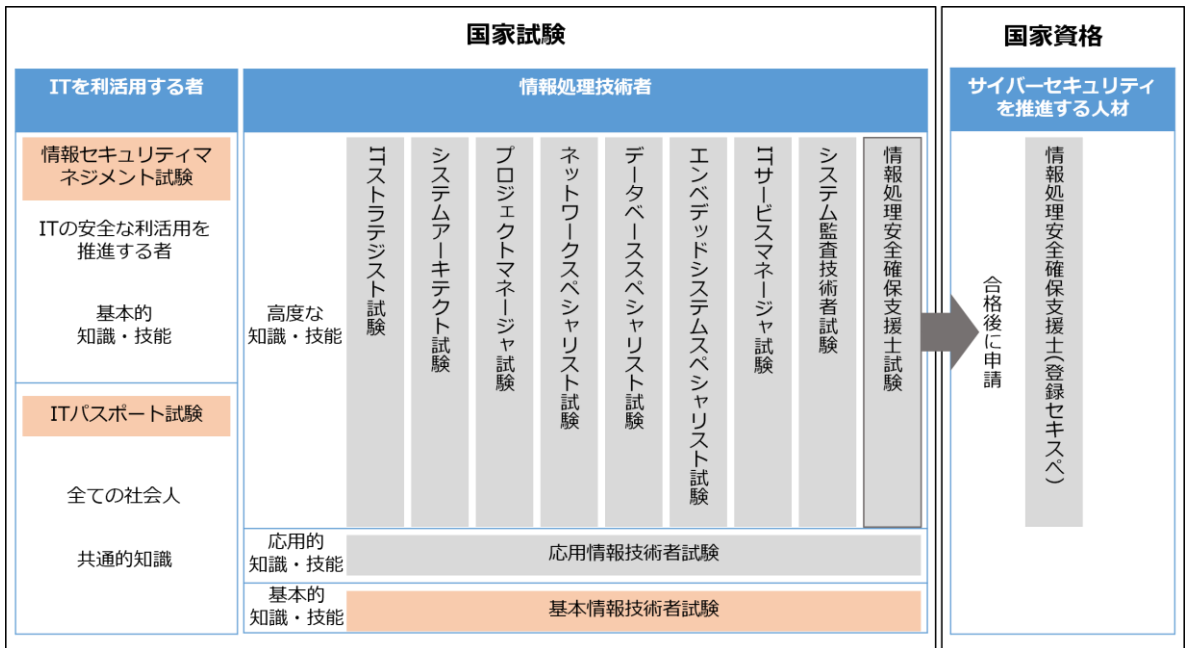 国家試験
国家資格
ITを利活用する者
情報セキュリティマ
ネジメント試験
ITの安全な利活用を
推進する者
基本的
知識・技能
ITパスポート試験
全ての社会人
共通的知識
情報処理技術者
高度な
知識・技能
ITストラテジスト試験
システムアーキテクト試験
プロジェクトマネージャ試験
ネットワークスペシャリスト試験
データベーススペシャリスト試験
エンベデッドシステムスペシャリスト試験
ITサービスマネージャ試験
システム監査技術者試験
情報処理安全確保支援士試験
応用的
知識・技能
応用情報技術者試験
基本的
知識・技能
基本情報技術者試験
サイバーセキュリティ
を推進する人材
合格後に申請
情報処理安全確保支援士(登録セキスペ)